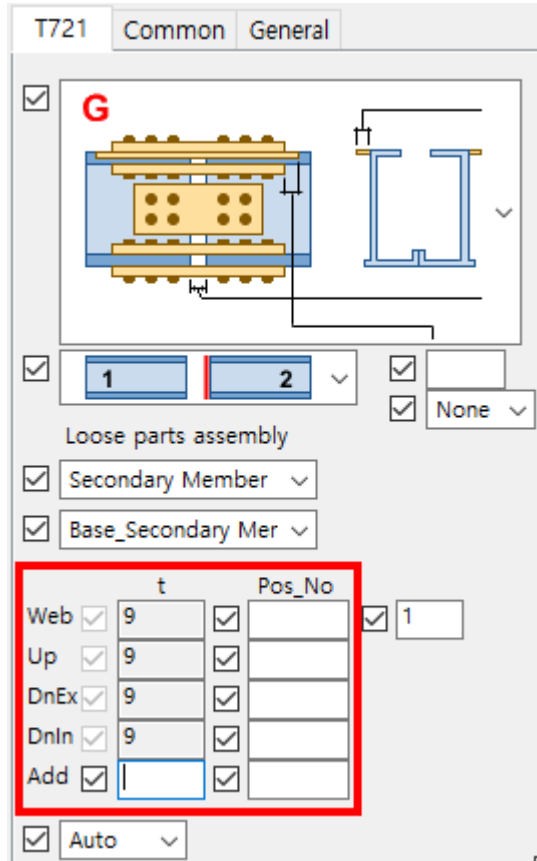 T721 Common General
G
1 2
None
Loose parts assembly
Secondary Member
Base_Secondary Mer
t Pos_No
Web 9 1
Up 9
DnEx 9
DnIn 9
Add
Auto